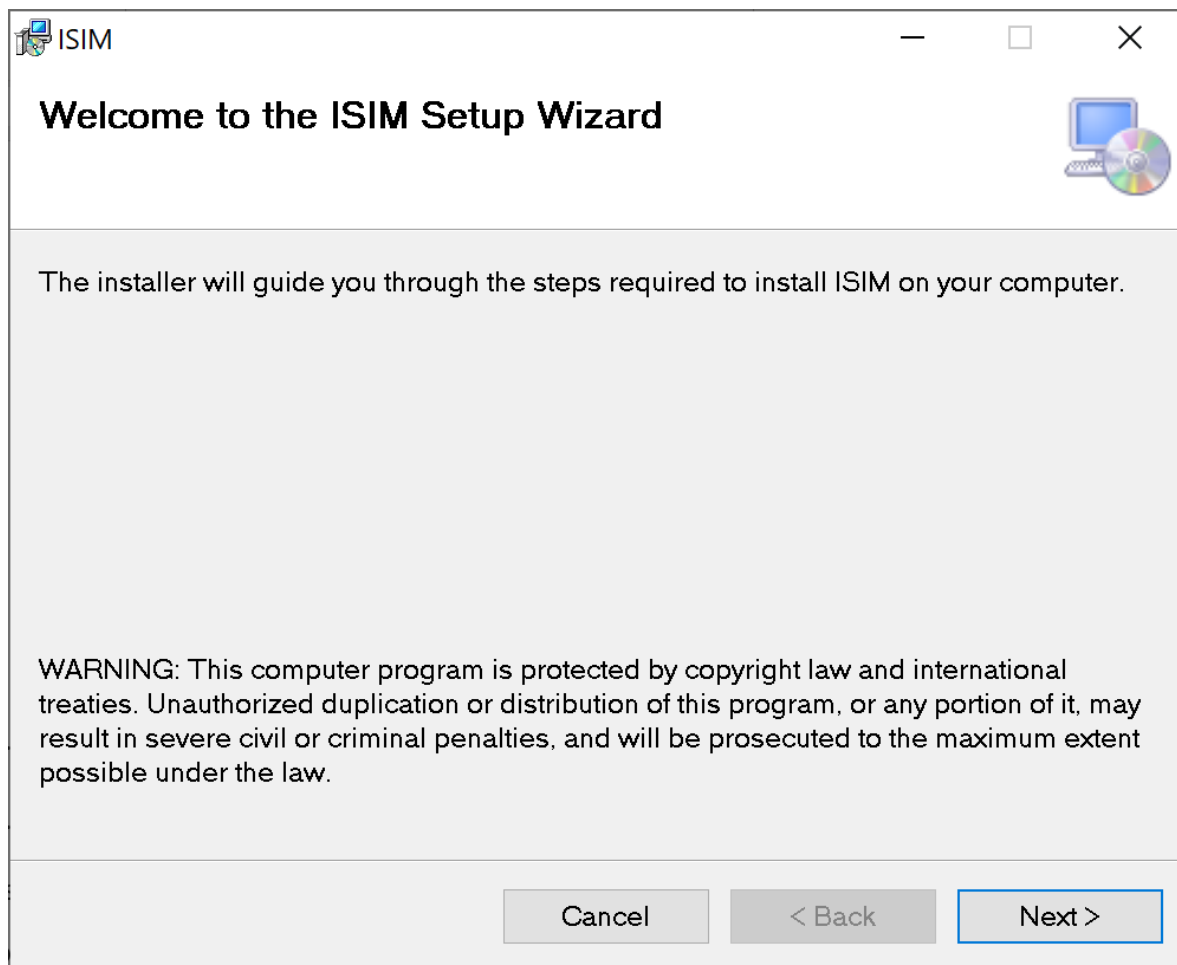 ISIM
Welcome to the ISIM Setup Wizard
The installer will guide you through the steps required to install ISIM on your computer.
WARNING: This computer program is protected by copyright law and international
treaties. Unauthorized duplication or distribution of this program, or any portion of it, may
result in severe civil or criminal penalties, and will be prosecuted to the maximum extent
possible under the law.
Cancel
< Back
Next >